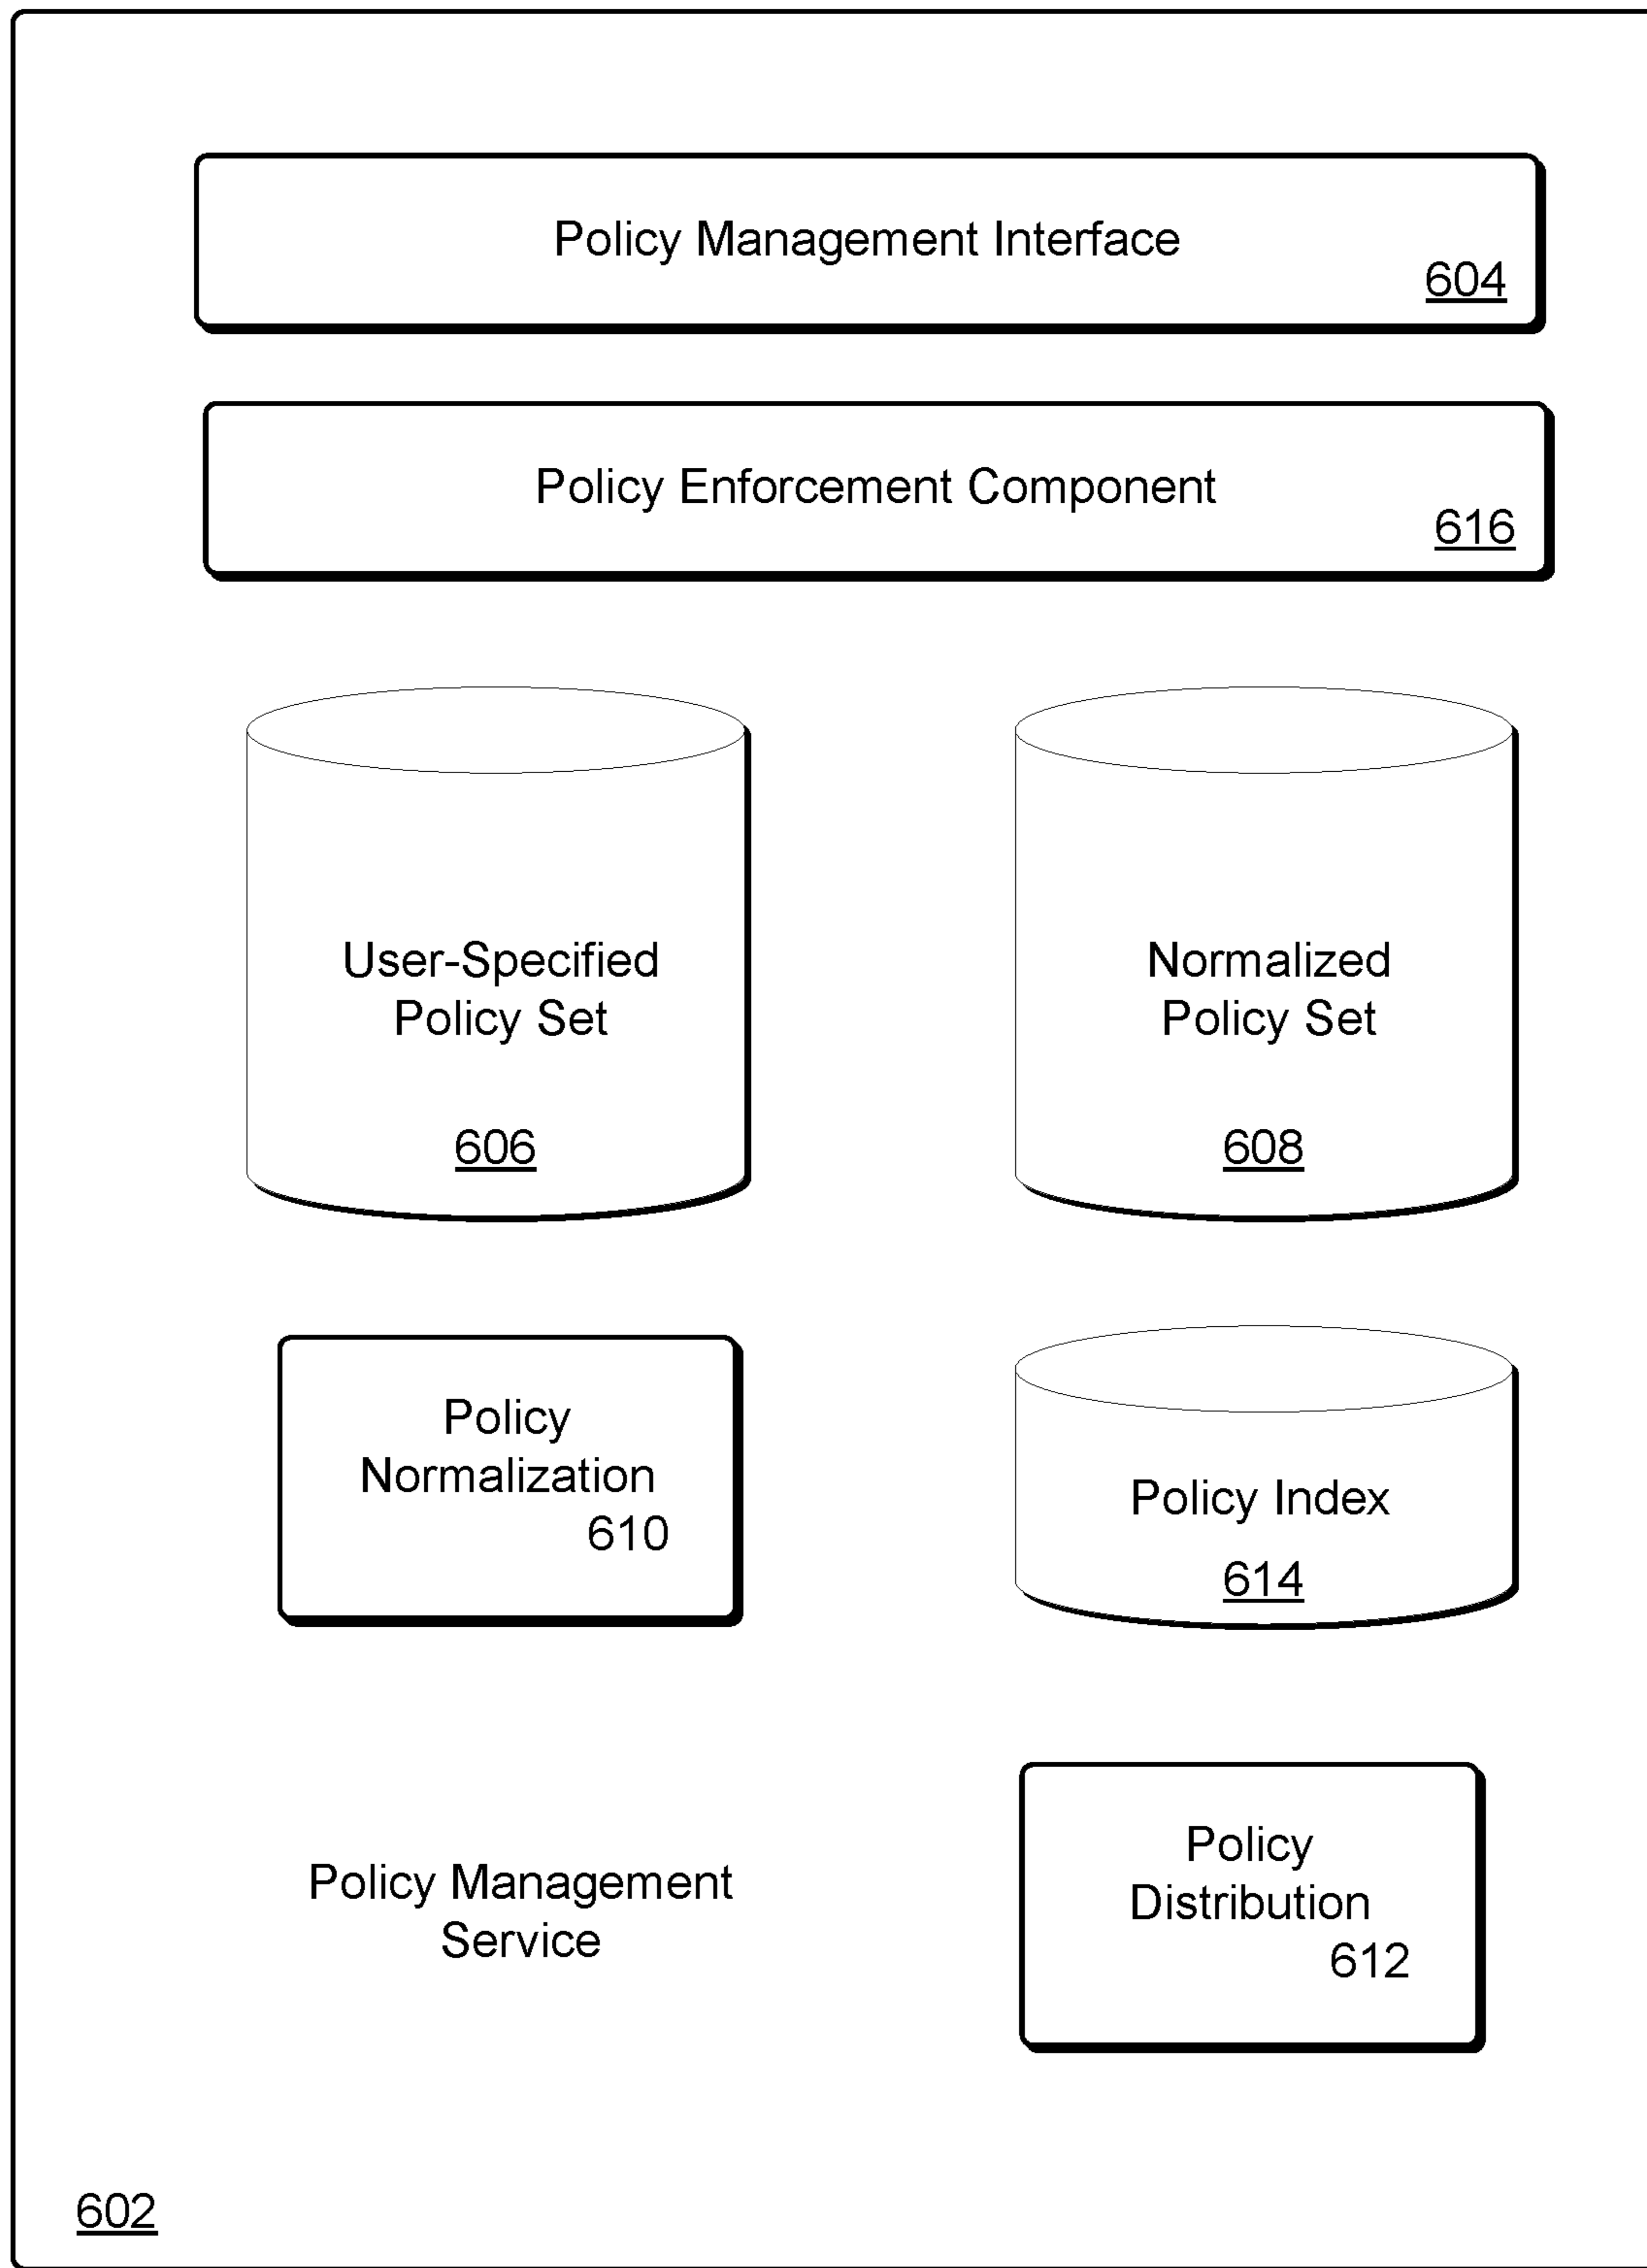 Policy Management Interface
604
Policy Enforcement Component
616
User-Specified
Policy Set
606
Normalized
Policy Set
608
Policy
Normalization
610
Policy Index
614
Policy Management
Service
Policy
Distribution
612
602